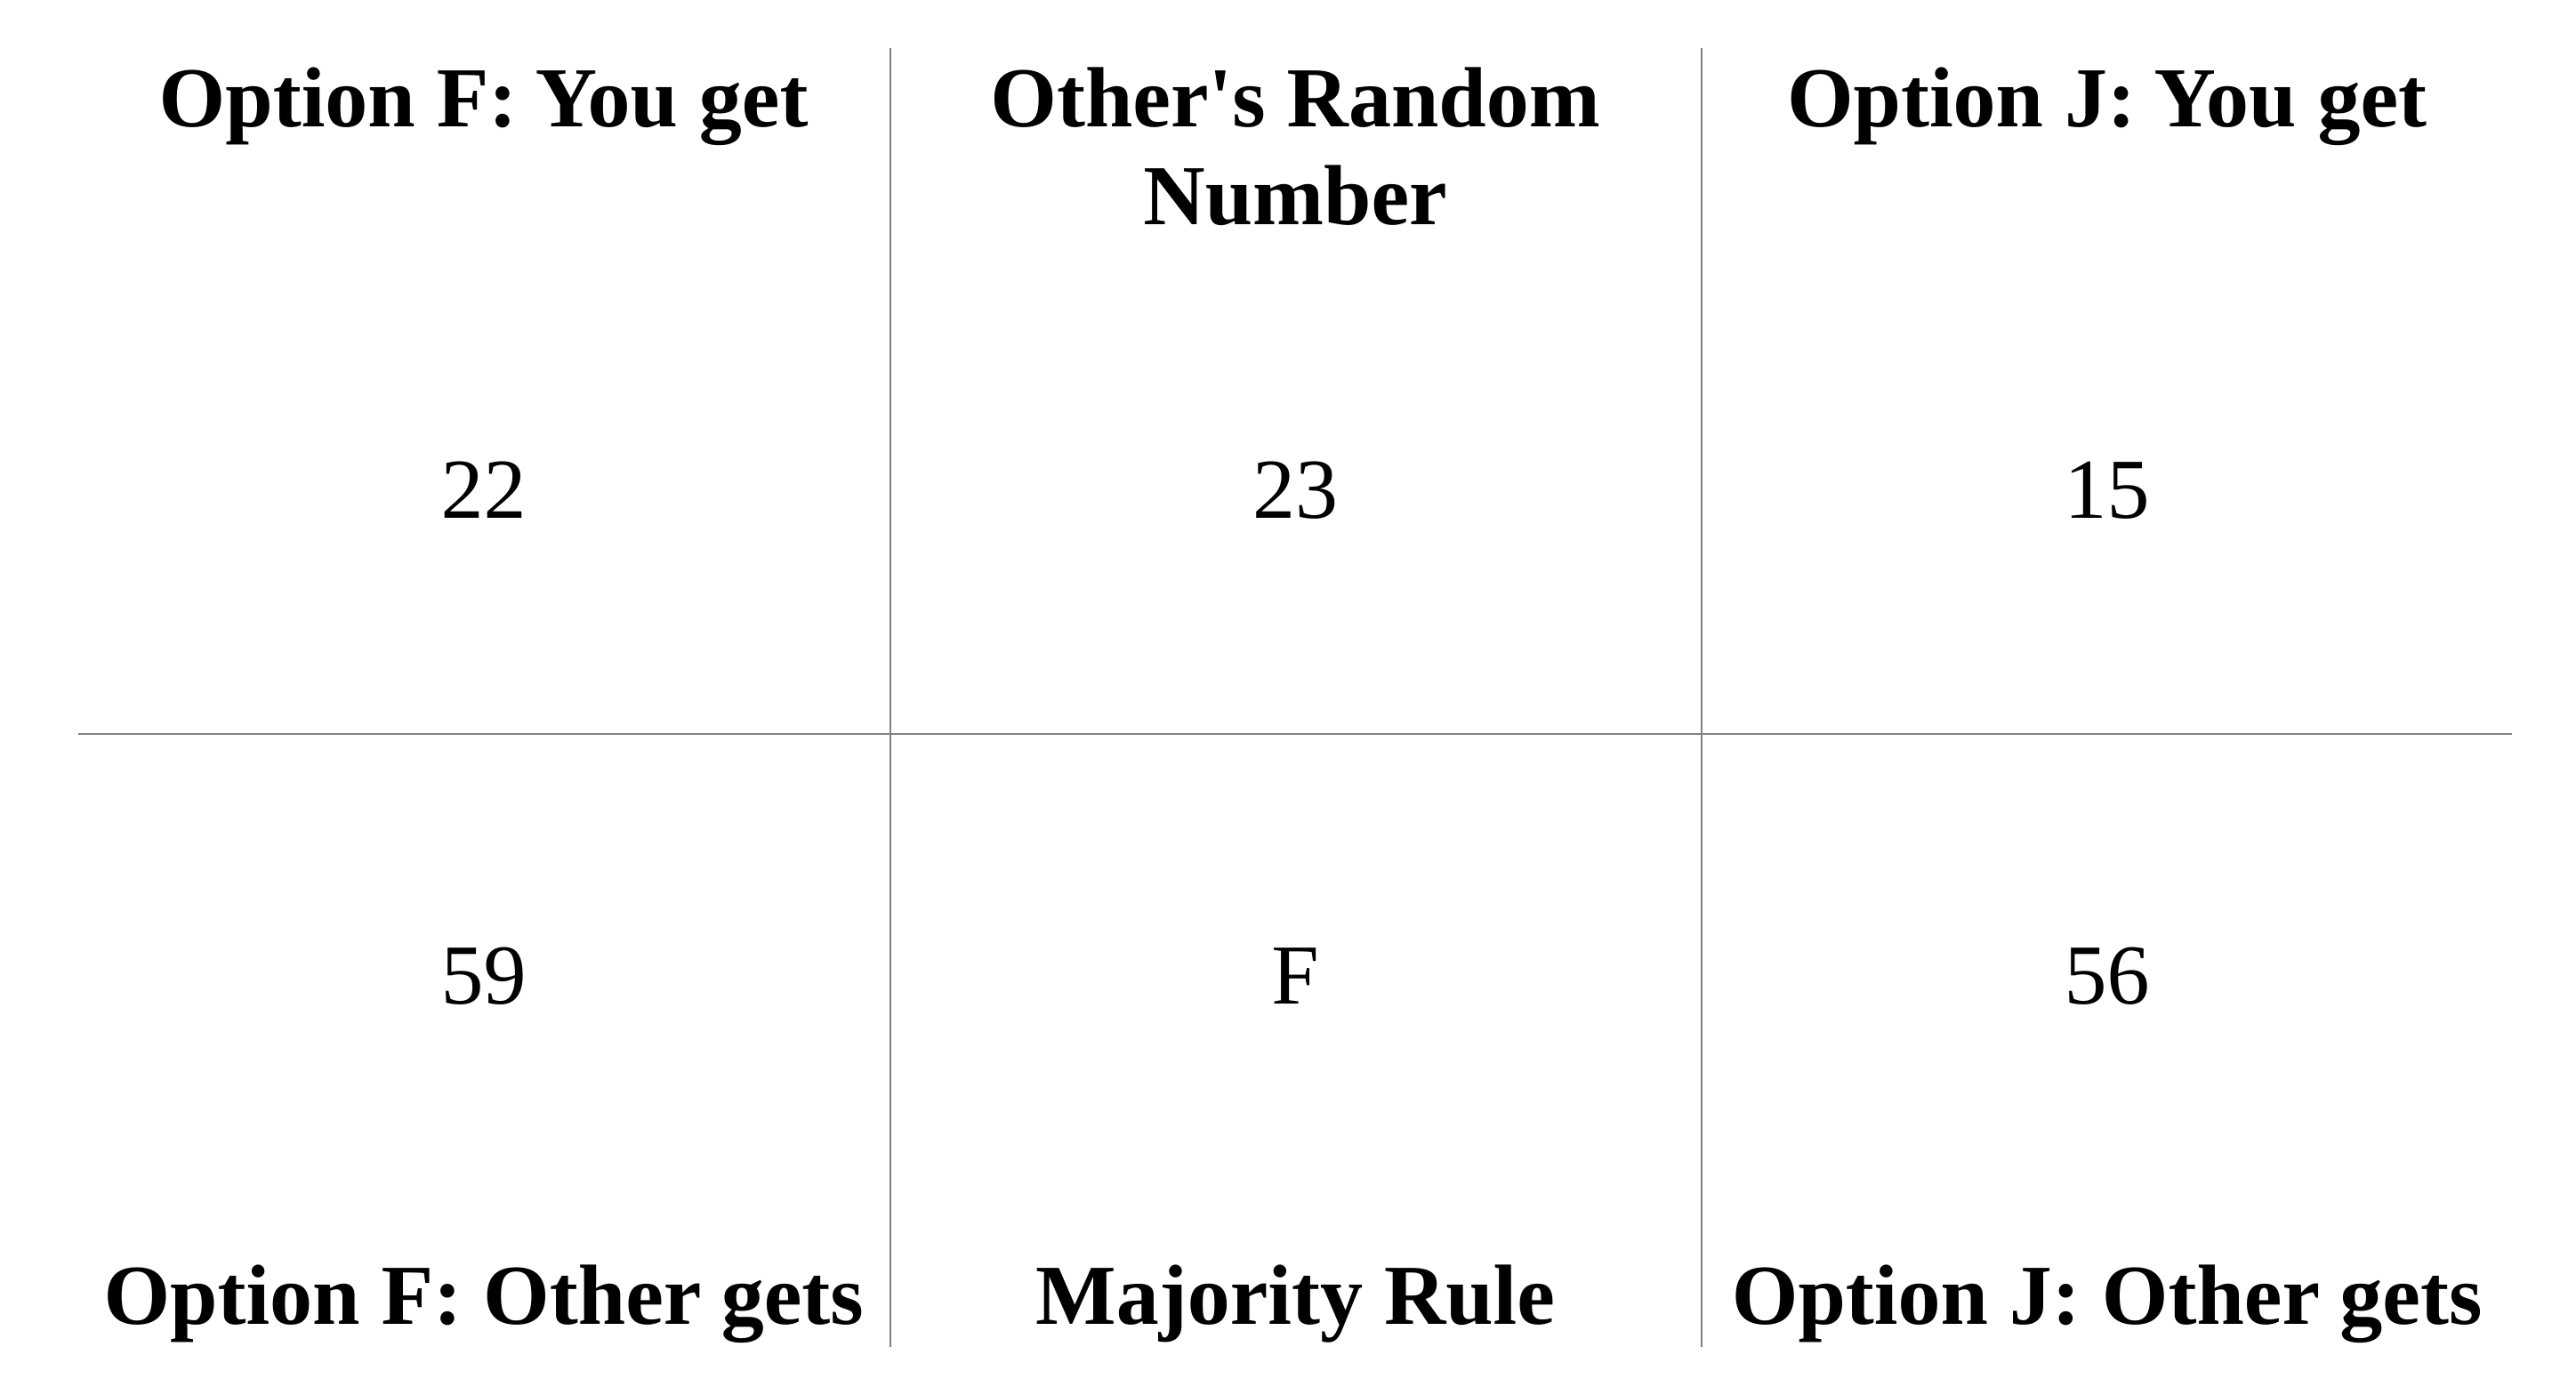 Option F: You get
Other's Random
Number
Option J: You get
22
23
15
59
F
56
Option F: Other gets
Majority Rule
Option J: Other gets